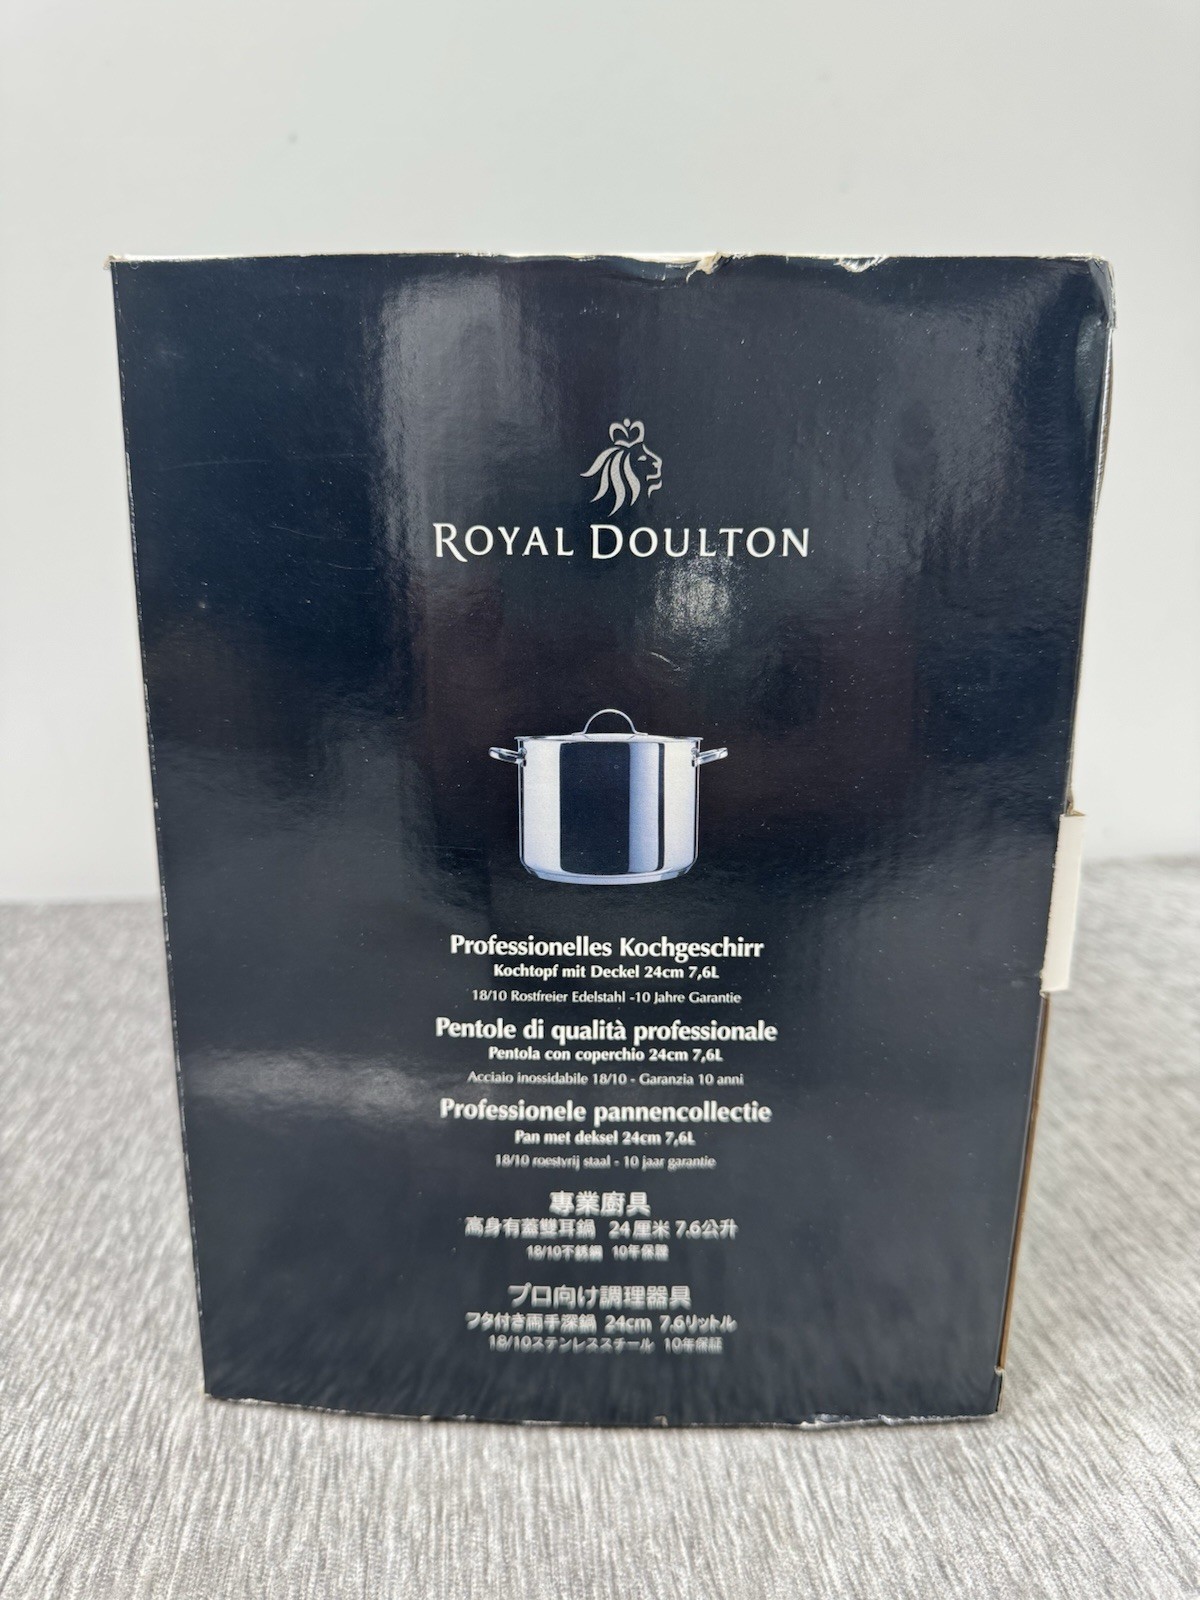 ROYAL DOULTON
Professionelles Kochgeschirr
Kochtopf mit Deckel 24cm 7,6L
18/10 Rostfreier Edelstahl -10 Jahre Garantie
Pentole di qualità professionale
Pentola con coperchio 24cm 7,6L
Acciaio inossidabile 18/10 - Garanzia 10 anni
Professionele pannencollectie
Pan met deksel 24cm 7,6L
18/10 roestvrij staal - 10 jaar garantie
專業廚具
高身有蓋雙耳鍋 24厘米 7.6公升
18/10不銹鋼 10年保證
プロ向け調理器具
フタ付き両手深鍋 24cm 7.6リットル
18/10ステンレススチール 10年保証